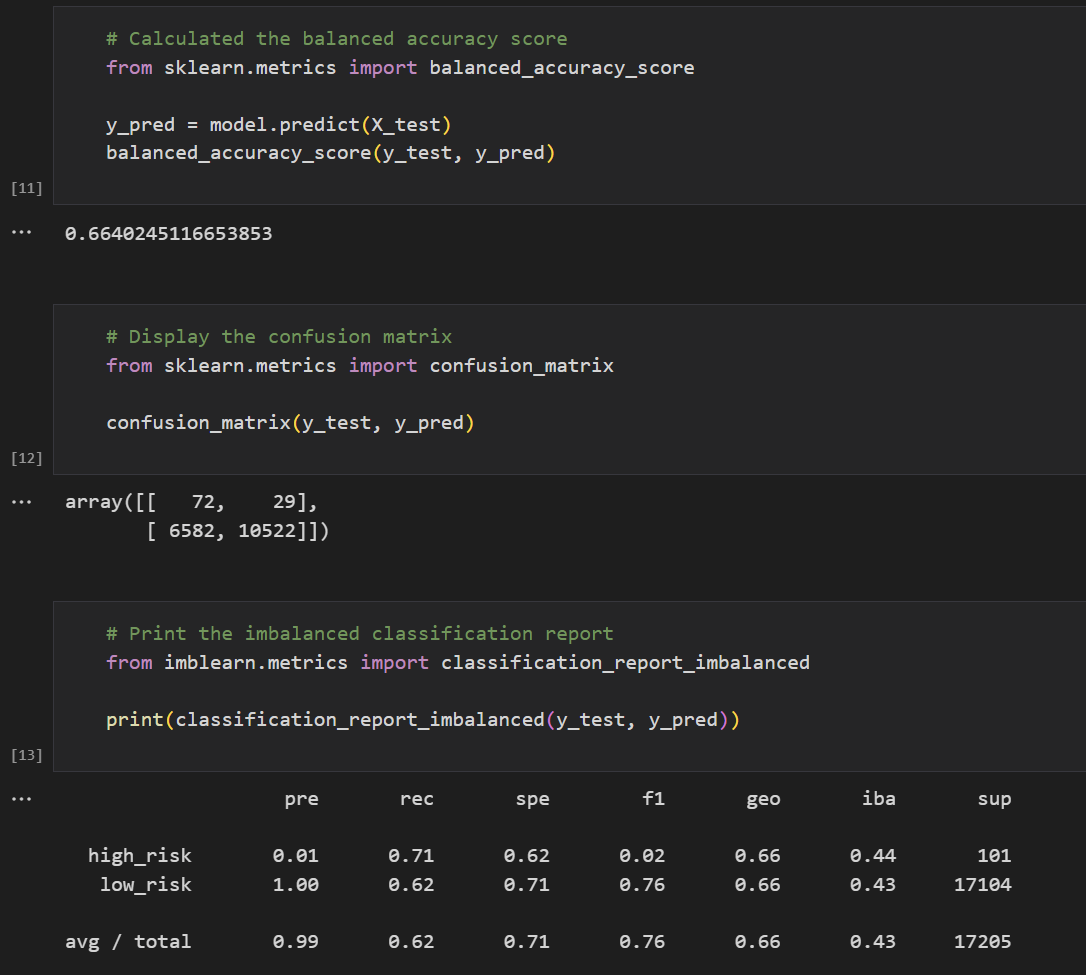 # Calculated the balanced accuracy score
from sklearn.metrics import balanced_accuracy_score
y_pred = model.predict(X_test)
balanced_accuracy_score(y_test, y_pred)
[11]
... 0.6640245116653853
# Display the confusion matrix
from sklearn.metrics import confusion_matrix
confusion_matrix(y_test, y_pred)
[12]
... array([[   72,    29],
       [ 6582, 10522]])
# Print the imbalanced classification report
from imblearn.metrics import classification_report_imbalanced
print(classification_report_imbalanced(y_test, y_pred))
[13]
... pre rec spe f1 geo iba sup
high_risk 0.01 0.71 0.62 0.02 0.66 0.44 101
low_risk 1.00 0.62 0.71 0.76 0.66 0.43 17104
avg / total 0.99 0.62 0.71 0.76 0.66 0.43 17205